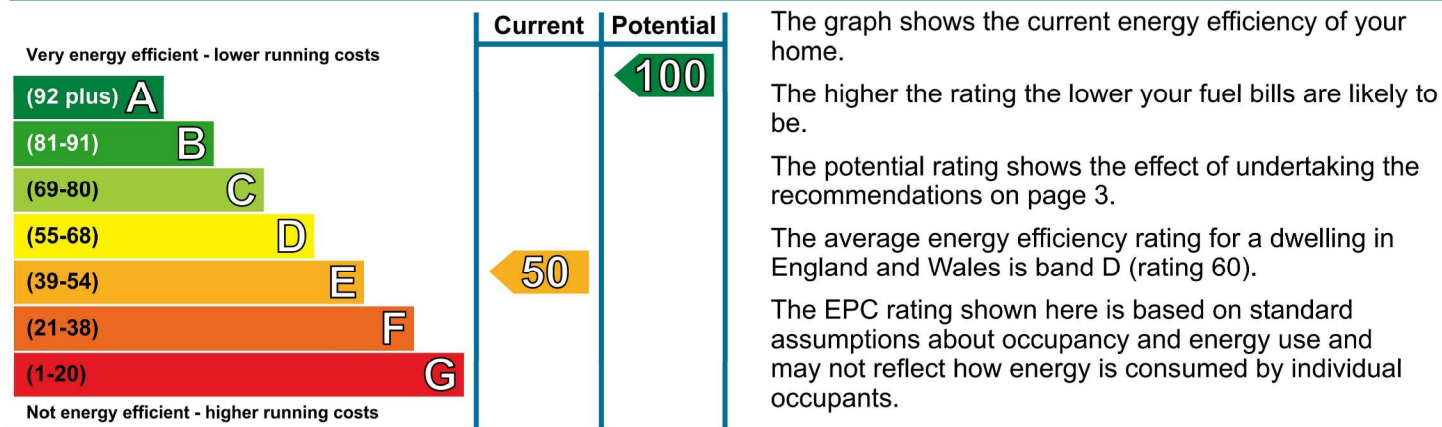 Current Potential
Very energy efficient - lower running costs
100
(92 plus) A
(81-91) B
(69-80) C
(55-68) D
(39-54) E
50
(21-38) F
(1-20) G
Not energy efficient - higher running costs
The graph shows the current energy efficiency of your
home.
The higher the rating the lower your fuel bills are likely to
be.
The potential rating shows the effect of undertaking the
recommendations on page 3.
The average energy efficiency rating for a dwelling in
England and Wales is band D (rating 60).
The EPC rating shown here is based on standard
assumptions about occupancy and energy use and
may not reflect how energy is consumed by individual
occupants.